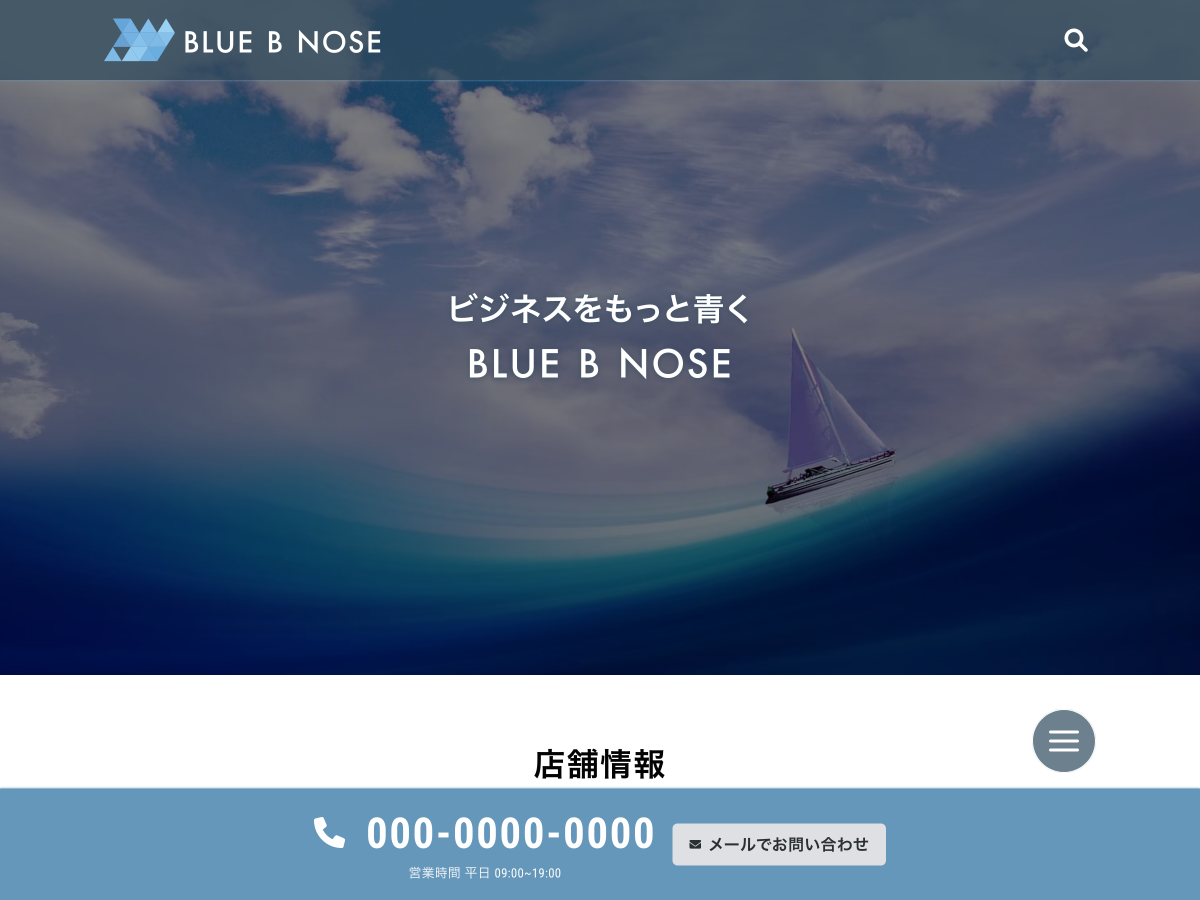 BLUE B NOSE
ビジネスをもっと青く
BLUE B NOSE
店舗情報
000-0000-0000
メールでお問い合わせ
営業時間 平日 09:00~19:00